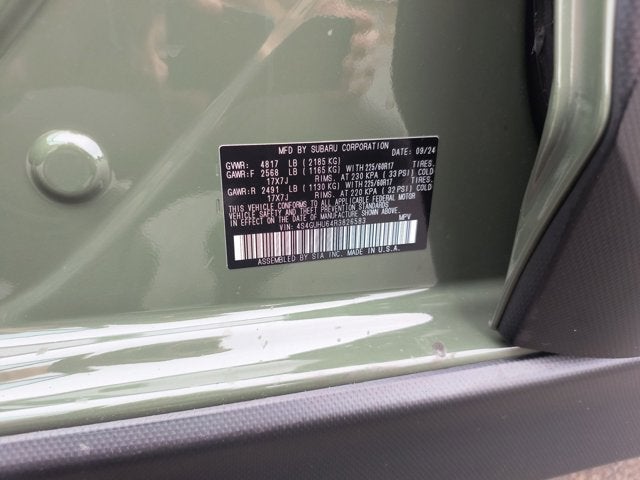 MFD BY SUBARU CORPORATION DATE: 09/24
GVWR: 4817 LB (2185 KG)
GAWR:F 2568 LB (1165 KG) WITH 225/60R17 TIRES.
17X7J RIMS. AT 230 KPA (33 PSI) COLD
GAWR:R 2491 LB (1130 KG) WITH 225/60R17 TIRES.
17X7J RIMS. AT 220 KPA (32 PSI) COLD
THIS VEHICLE CONFORMS TO ALL APPLICABLE FEDERAL MOTOR
VEHICLE SAFETY AND BUMPER STANDARDS IN EFFECT
ON THE DATE OF MANUFACTURE SHOWN ABOVE.
VIN: 4S4GUHU64R3826583 MPV
ASSEMBLED BY SIA INC. MADE IN U.S.A.